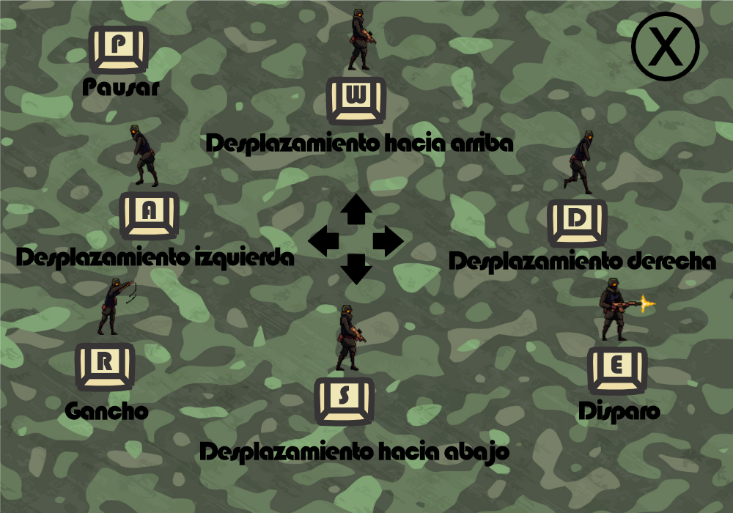 P
Pausar
W
Desplazamiento hacia arriba
X
A
Desplazamiento izquierda
D
Desplazamiento derecha
R
Gancho
S
Desplazamiento hacia abajo
E
Disparo